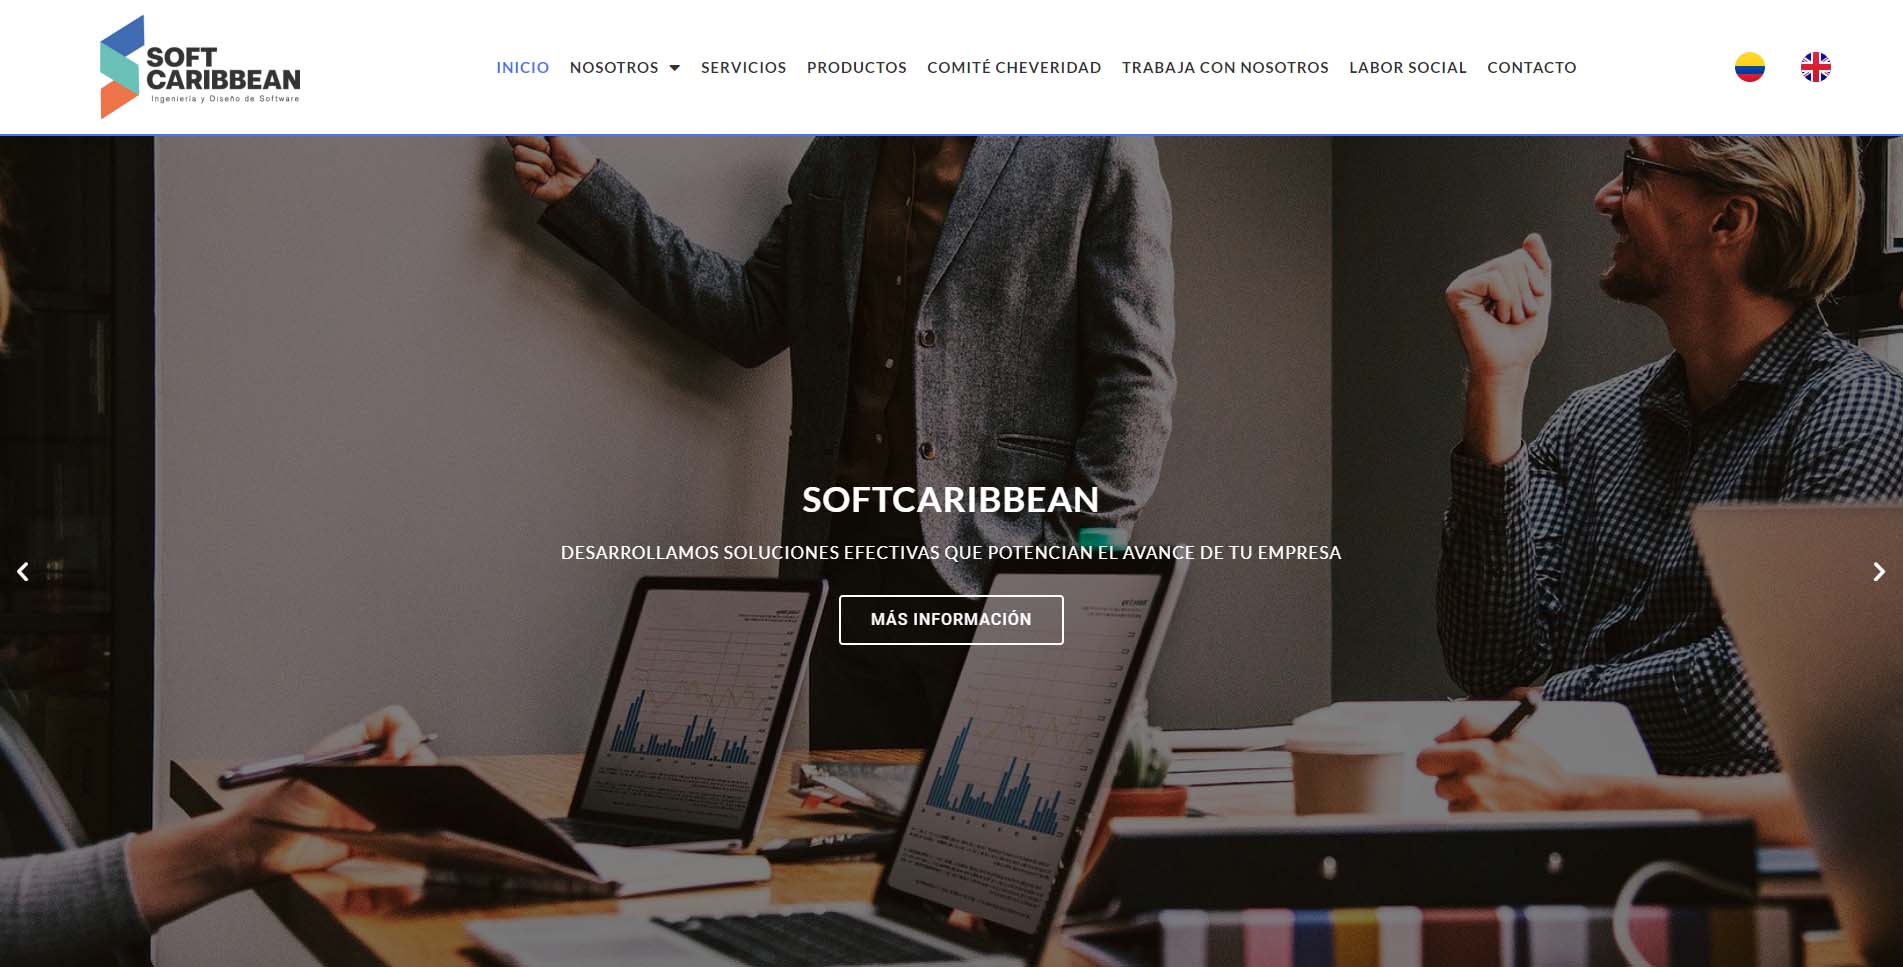 SOFT
CARIBBEAN
Ingeniería y Diseño de Software
INICIO NOSOTROS SERVICIOS PRODUCTOS COMITÉ CHEVERIDAD TRABAJA CON NOSOTROS LABOR SOCIAL CONTACTO
SOFTCARIBBEAN
DESARROLLAMOS SOLUCIONES EFECTIVAS QUE POTENCIAN EL AVANCE DE TU EMPRESA
MÁS INFORMACIÓN